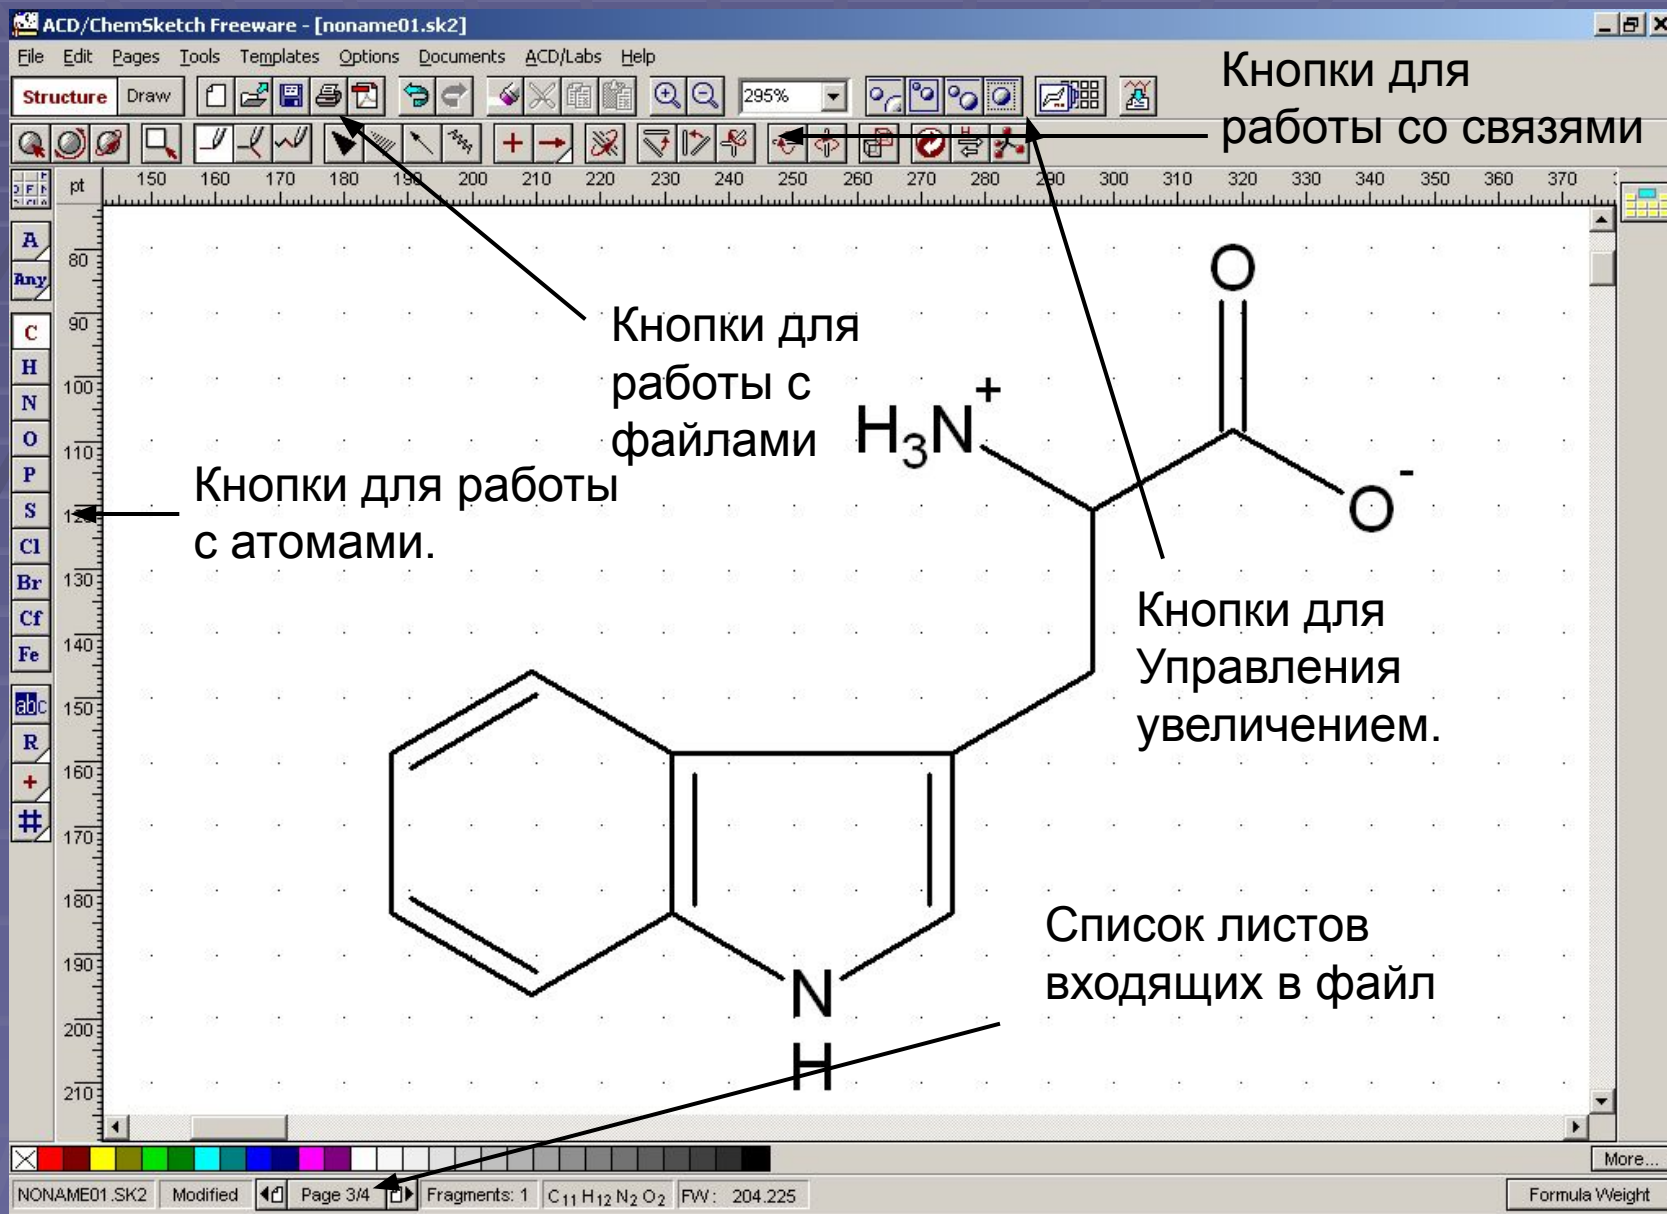 ACD/ChemSketch Freeware - [noname01.sk2]
File Edit Pages Tools Templates Options Documents ACD/Labs Help
Structure Draw 295%
Кнопки для
работы со связями
pt 150 160 170 180 190 200 210 220 230 240 250 260 270 280 290 300 310 320 330 340 350 360 370
A
Any
C
H
N
O
P
S
Cl
Br
Cf
Fe
abc
R
+
80
90
100
110
120
130
140
150
160
170
180
190
200
210
Кнопки для
работы с
файлами
Кнопки для работы
с атомами.
O
H3N+
O-
Кнопки для
Управления
увеличением.
N
H
Список листов
входящих в файл
More...
NONAME01.SK2 Modified Page 3/4 Fragments: 1 C11H12N2O2 FW: 204.225 Formula Weight